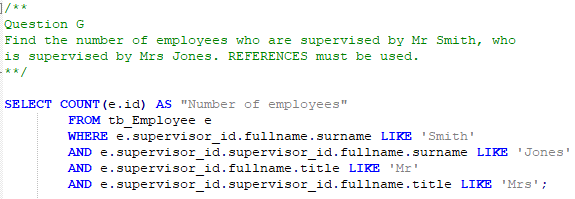 /**
Question G
Find the number of employees who are supervised by Mr Smith, who
is supervised by Mrs Jones. REFERENCES must be used.
**/
SELECT COUNT(e.id) AS "Number of employees"
FROM tb_Employee e
WHERE e.supervisor_id.fullname.surname LIKE 'Smith'
AND e.supervisor_id.supervisor_id.fullname.surname LIKE 'Jones'
AND e.supervisor_id.fullname.title LIKE 'Mr'
AND e.supervisor_id.supervisor_id.fullname.title LIKE 'Mrs';